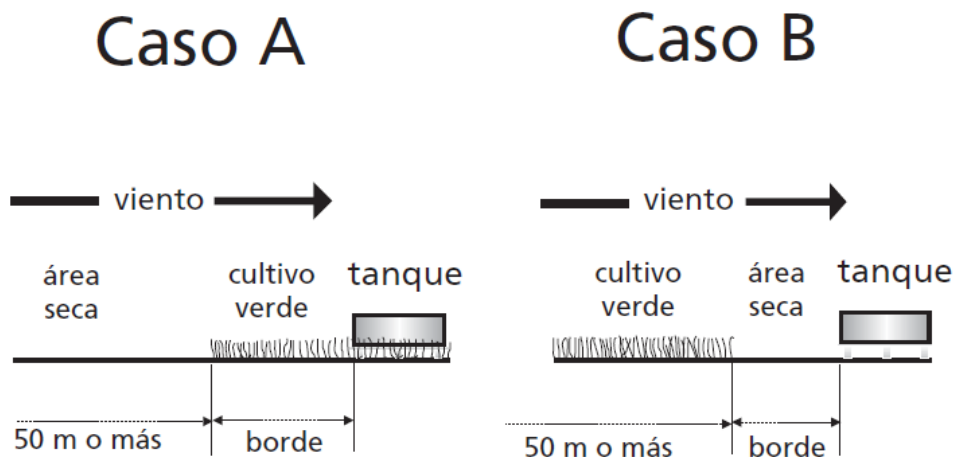 Caso A
viento
área
seca
cultivo
verde
tanque
50 m o más
borde
Caso B
viento
cultivo
verde
área
seca
tanque
50 m o más
borde